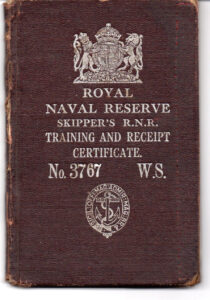 ROYAL
NAVAL RESERVE
SKIPPER'S R.N.R.
TRAINING AND RECEIPT
CERTIFICATE.
No. 3767 W.S.